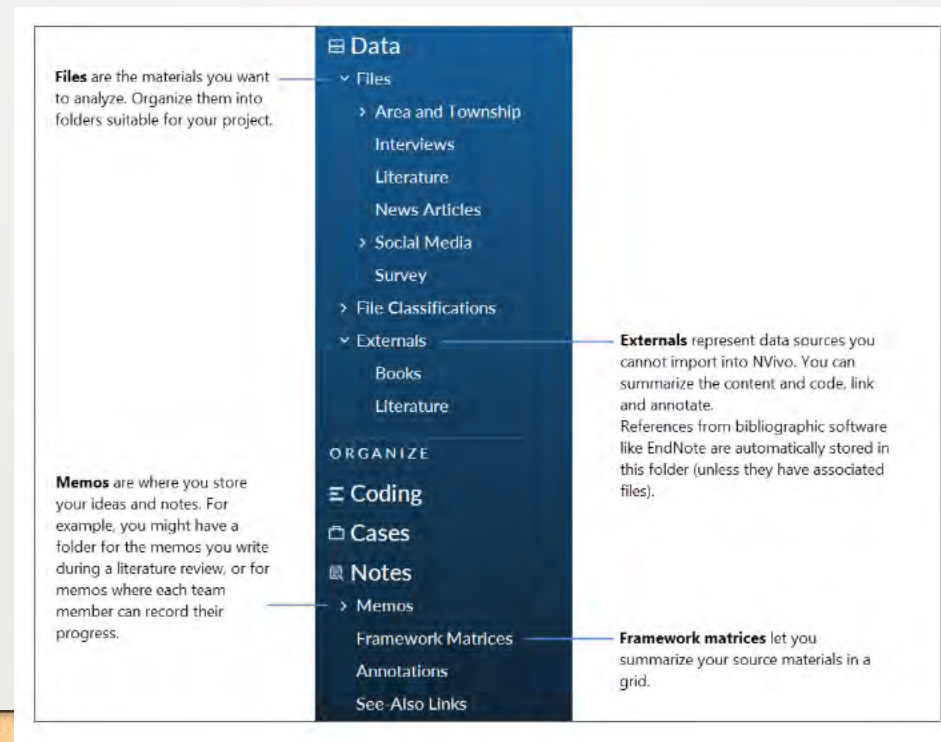 Data
Files are the materials you want
to analyze. Organize them into
folders suitable for your project.
Files
Area and Township
Interviews
Literature
News Articles
Social Media
Survey
File Classifications
Externals
Books
Literature
Externals represent data sources you
cannot import into NVivo. You can
summarize the content and code, link
and annotate.
References from bibliographic software
like EndNote are automatically stored in
this folder (unless they have associated
files).
ORGANIZE
Coding
Cases
Notes
Memos are where you store
your ideas and notes. For
example, you might have a
folder for the memos you write
during a literature review, or for
memos where each team
member can record their
progress.
Memos
Framework Matrices
Annotations
See-Also Links
Framework matrices let you
summarize your source materials in a
grid.